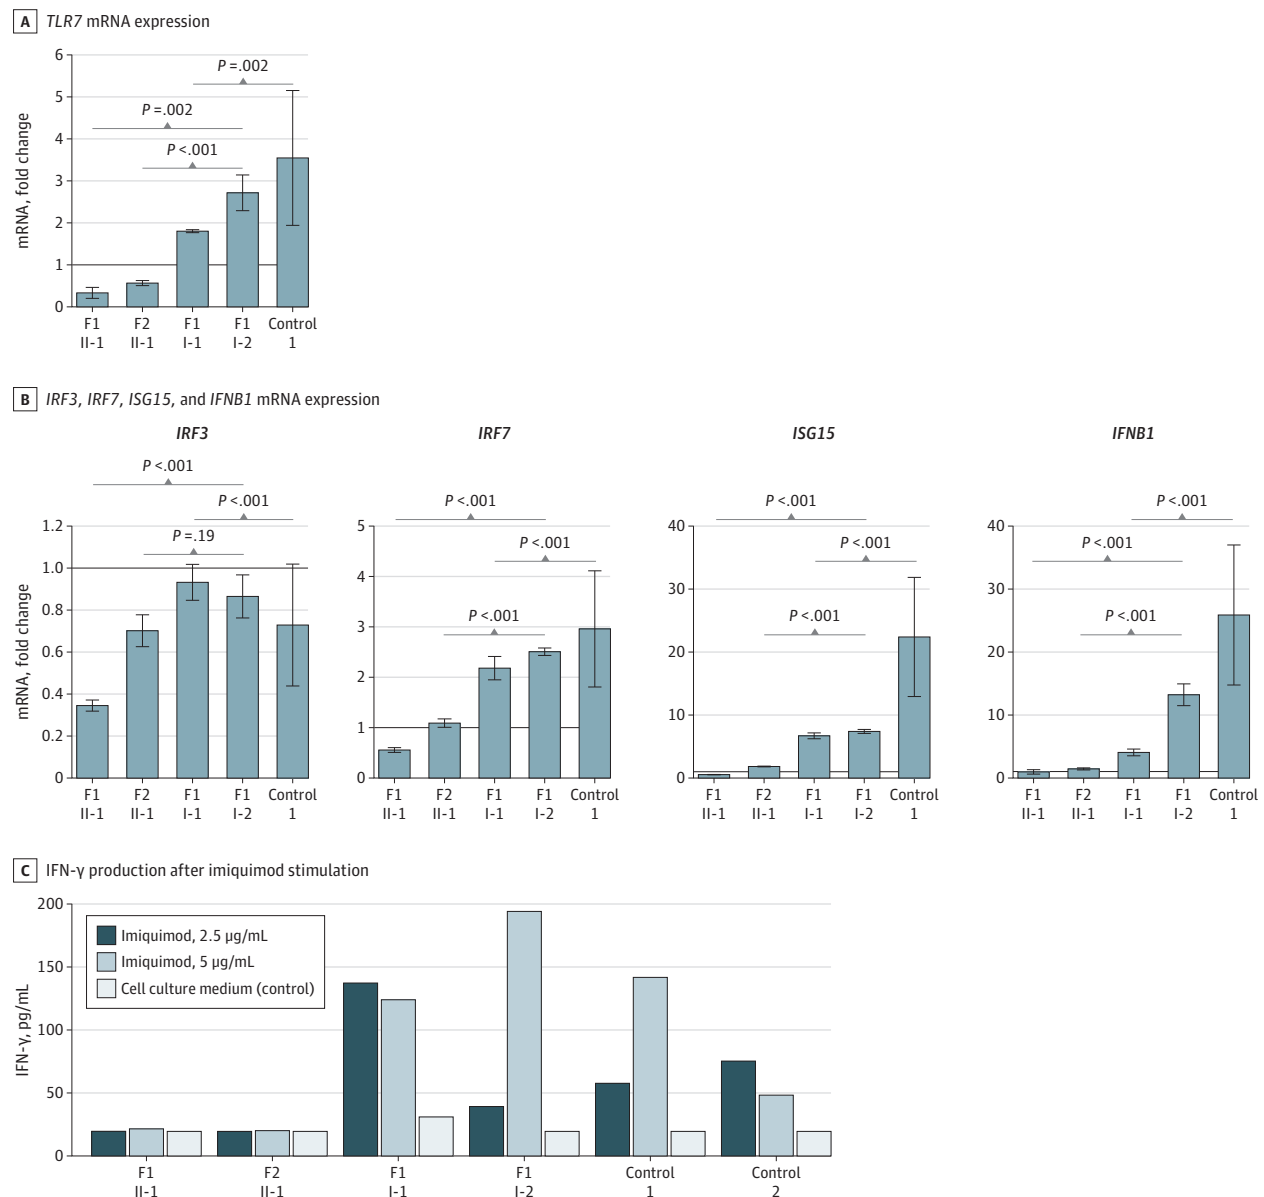 A TLR7 mRNA expression
mRNA, fold change
6
5
4
3
2
1
0
P =.002
P =.002
P <.001
F1 F2 F1 F1 Control
II-1 II-1 I-1 I-2 1
B IRF3, IRF7, ISG15, and IFNB1 mRNA expression
IRF3
mRNA, fold change
P <.001
P <.001
P =.19
1.2
1.0
0.8
0.6
0.4
0.2
0
F1 F2 F1 F1 Control
II-1 II-1 I-1 I-2 1
IRF7
P <.001
P <.001
P <.001
5
4
3
2
1
0
F1 F2 F1 F1 Control
II-1 II-1 I-1 I-2 1
ISG15
P <.001
P <.001
P <.001
40
30
20
10
0
F1 F2 F1 F1 Control
II-1 II-1 I-1 I-2 1
IFNB1
P <.001
P <.001
P <.001
40
30
20
10
0
F1 F2 F1 F1 Control
II-1 II-1 I-1 I-2 1
C IFN-γ production after imiquimod stimulation
IFN-γ, pg/mL
200
150
100
50
0
Imiquimod, 2.5 µg/mL
Imiquimod, 5 µg/mL
Cell culture medium (control)
F1 F2 F1 F1 Control Control
II-1 II-1 I-1 I-2 1 2